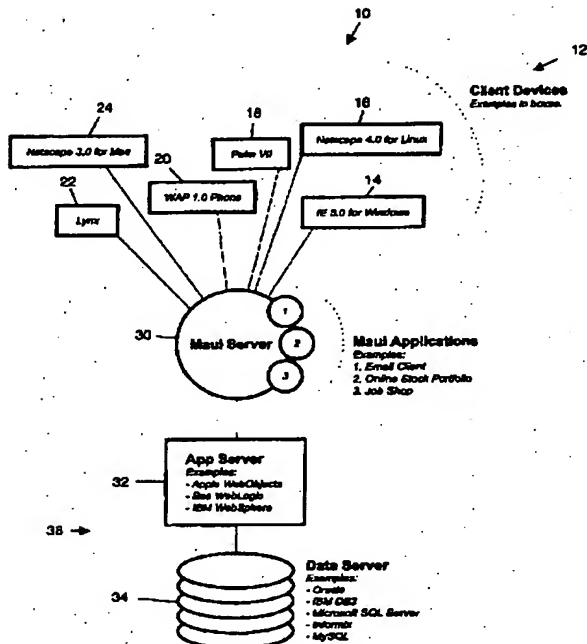 10
12
Client Devices
Examples in boxes.
24
18
16
Netscape 3.0 for Mac
20
Palm VII
Netscape 4.0 for Linux
22
WAP 1.0 Phone
14
Lynx
IE 5.0 for Windows
30
Maui Server
1
2
3
Maui Applications
Examples:
1. Email Client
2. Online Stock Portfolio
3. Job Shop
32
App Server
Examples:
- Apple WebObjects
- Bea WebLogic
- IBM WebSphere
38
34
Data Server
Examples:
- Oracle
- IBM DB2
- Microsoft SQL Server
- Informix
- MySQL